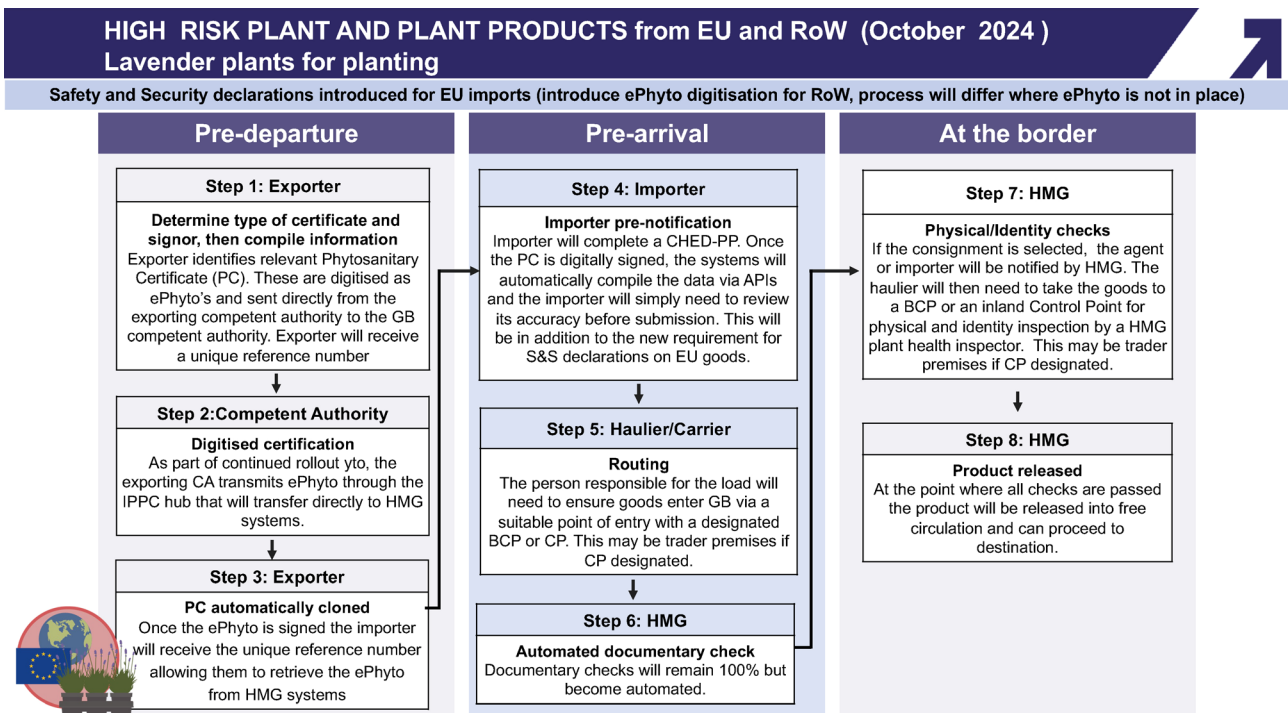 HIGH RISK PLANT AND PLANT PRODUCTS from EU and RoW (October 2024 )
Lavender plants for planting
Safety and Security declarations introduced for EU imports (introduce ePhyto digitisation for RoW, process will differ where ePhyto is not in place)
Pre-departure
Step 1: Exporter
Determine type of certificate and
signor, then compile information
Exporter identifies relevant Phytosanitary
Certificate (PC). These are digitised as
ePhyto's and sent directly from the
exporting competent authority to the GB
competent authority. Exporter will receive
a unique reference number
Step 2:Competent Authority
Digitised certification
As part of continued rollout yto, the
exporting CA transmits ePhyto through the
IPPC hub that will transfer directly to HMG
systems.
Step 3: Exporter
PC automatically cloned
Once the ePhyto is signed the importer
will receive the unique reference number
allowing them to retrieve the ePhyto
from HMG systems
Pre-arrival
Step 4: Importer
Importer pre-notification
Importer will complete a CHED-PP. Once
the PC is digitally signed, the systems will
automatically compile the data via APIs
and the importer will simply need to review
its accuracy before submission. This will
be in addition to the new requirement for
S&S declarations on EU goods.
Step 5: Haulier/Carrier
Routing
The person responsible for the load will
need to ensure goods enter GB via a
suitable point of entry with a designated
BCP or CP. This may be trader premises if
CP designated.
Step 6: HMG
Automated documentary check
Documentary checks will remain 100% but
become automated.
At the border
Step 7: HMG
Physical/Identity checks
If the consignment is selected, the agent
or importer will be notified by HMG. The
haulier will then need to take the goods to
a BCP or an inland Control Point for
physical and identity inspection by a HMG
plant health inspector. This may be trader
premises if CP designated.
Step 8: HMG
Product released
At the point where all checks are passed
the product will be released into free
circulation and can proceed to
destination.